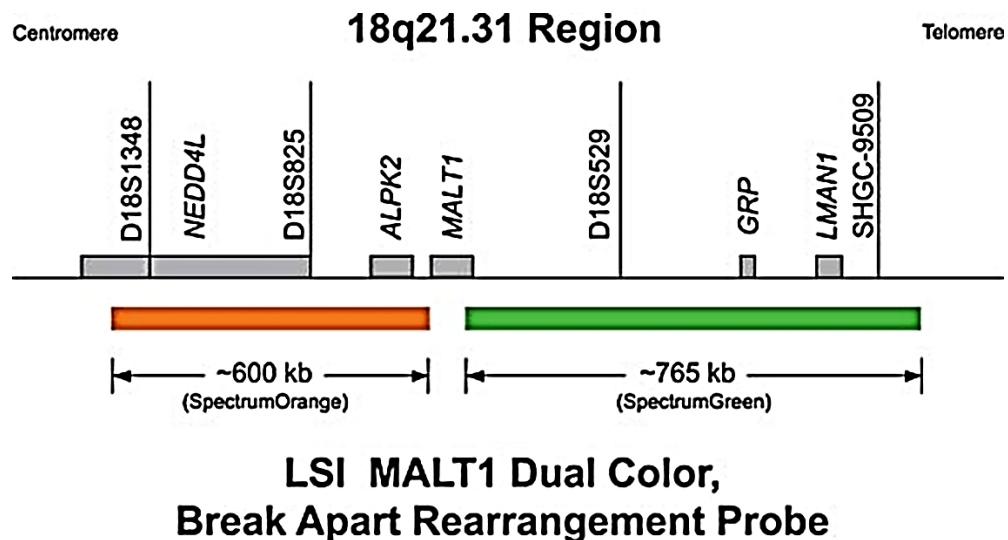 18q21.31 Region
Centromere
Telomere
D18S1348
NEDD4L
D18S825
ALPK2
MALT1
D18S529
GRP
LMAN1
SHGC-9509
~600 kb
(SpectrumOrange)
~765 kb
(SpectrumGreen)
LSI MALT1 Dual Color,
Break Apart Rearrangement Probe